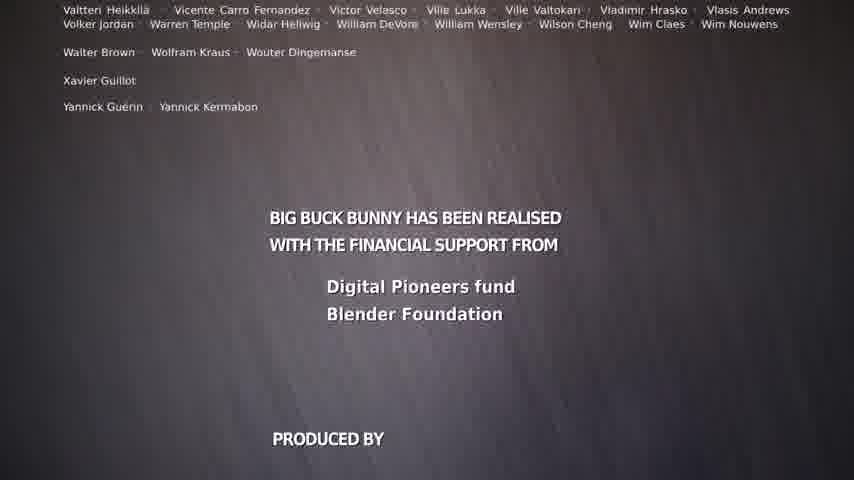 Valtteri Heikkilä · Vicente Carro Fernandez · Victor Velasco · Ville Lukka · Ville Valtokari · Vladimir Hrasko · Vlasis Andrews
Volker Jordan · Warren Temple · Widar Hellwig · William DeVore · William Wensley · Wilson Cheng · Wim Claes · Wim Nouwens
Walter Brown · Wolfram Kraus · Wouter Dingemanse
Xavier Guillot
Yannick Guérin · Yannick Kermabon
BIG BUCK BUNNY HAS BEEN REALISED
WITH THE FINANCIAL SUPPORT FROM
Digital Pioneers fund
Blender Foundation
PRODUCED BY